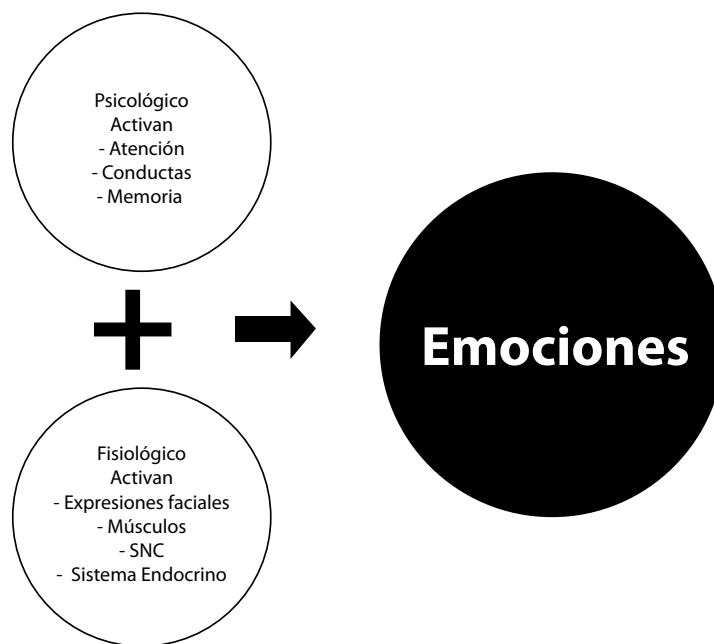 Psicológico
Activan
- Atención
- Conductas
- Memoria
Emociones
Fisiológico
Activan
- Expresiones faciales
- Músculos
- SNC
- Sistema Endocrino